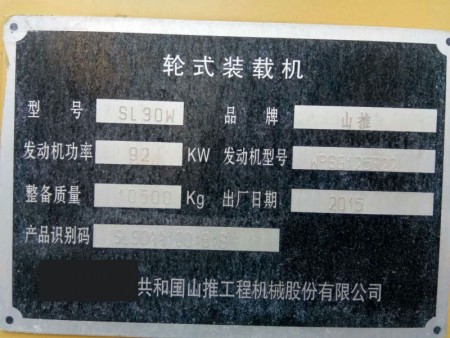 轮式装载机
型号 SL30W 品牌 山推
发动机功率 92 KW 发动机型号
整备质量 10500 Kg 出厂日期 2015
产品识别码
共和国山推工程机械股份有限公司